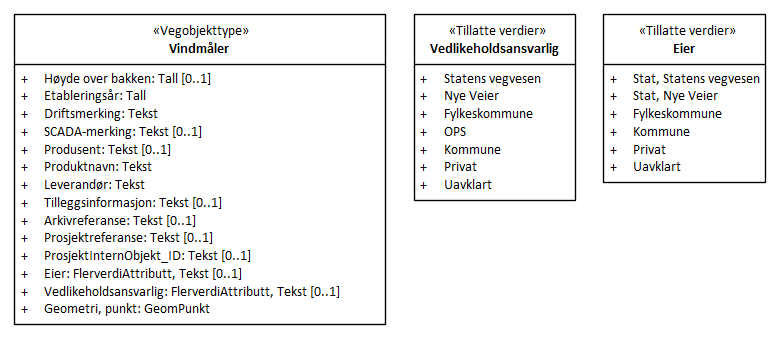 «Vegobjekttype»
Vindmåler
+ Høyde over bakken: Tall [0..1]
+ Etableringsår: Tall
+ Driftsmerking: Tekst
+ SCADA-merking: Tekst [0..1]
+ Produsent: Tekst [0..1]
+ Produktnavn: Tekst
+ Leverandør: Tekst
+ Tilleggsinformasjon: Tekst [0..1]
+ Arkivreferanse: Tekst [0..1]
+ Prosjektreferanse: Tekst [0..1]
+ ProsjektInternObjekt_ID: Tekst [0..1]
+ Eier: FlerverdiAttributt, Tekst [0..1]
+ Vedlikeholdsansvarlig: FlerverdiAttributt, Tekst [0..1]
+ Geometri, punkt: GeomPunkt
«Tillatte verdier»
Vedlikeholdsansvarlig
+ Statens vegvesen
+ Nye Veier
+ Fylkeskommune
+ OPS
+ Kommune
+ Privat
+ Uavklart
«Tillatte verdier»
Eier
+ Stat, Statens vegvesen
+ Stat, Nye Veier
+ Fylkeskommune
+ Kommune
+ Privat
+ Uavklart